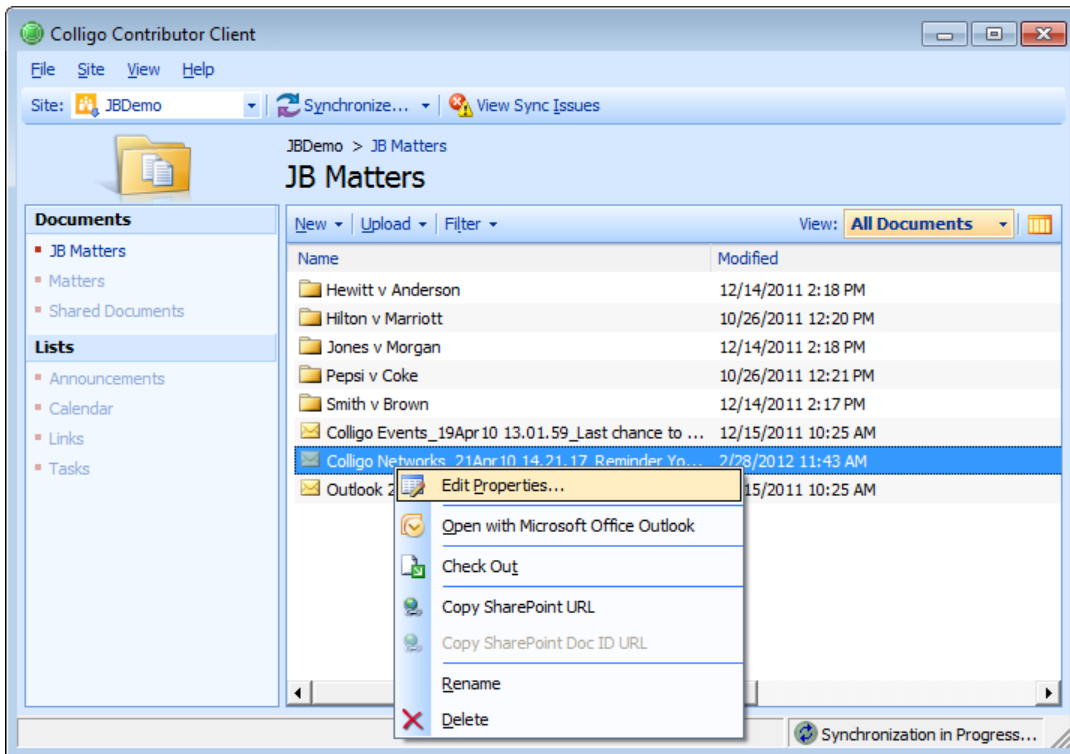 Colligo Contributor Client
File Site View Help
Site: JBDemo Synchronize... View Sync Issues
JBDemo > JB Matters
JB Matters
Documents
JB Matters
Matters
Shared Documents
Lists
Announcements
Calendar
Links
Tasks
New Upload Filter View: All Documents
Name Modified
Hewitt v Anderson 12/14/2011 2:18 PM
Hilton v Marriott 10/26/2011 12:20 PM
Jones v Morgan 12/14/2011 2:18 PM
Pepsi v Coke 10/26/2011 12:21 PM
Smith v Brown 12/14/2011 2:17 PM
Colligo Events_19Apr10 13.01.59_Last chance to ... 12/15/2011 10:25 AM
Colligo Networks_21Apr10 14.21.17_Reminder Yo... 2/28/2012 11:43 AM
Outlook 2 15/2011 10:25 AM
Edit Properties...
Open with Microsoft Office Outlook
Check Out
Copy SharePoint URL
Copy SharePoint Doc ID URL
Rename
Delete
Synchronization in Progress...